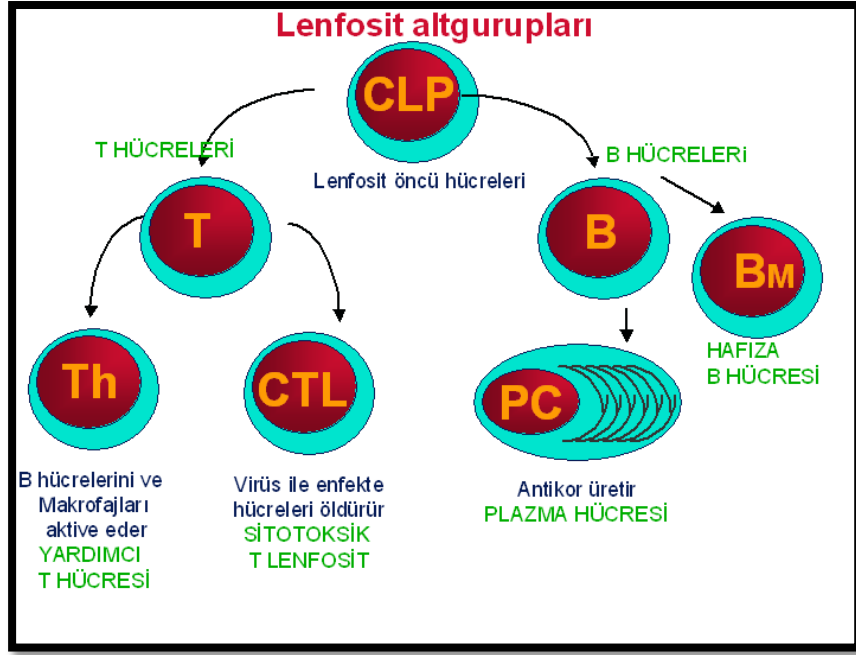 Lenfosit altgurupları
CLP
T HÜCRELERİ
Lenfosit öncü hücreleri
B HÜCRELERİ
T
B
BM
Th
CTL
PC
HAFIZA
B HÜCRESİ
B hücrelerini ve
Makrofajları
aktive eder
YARDIMCI
T HÜCRESİ
Virüs ile enfekte
hücreleri öldürür
SİTOTOKSİK
T LENFOSİT
Antikor üretir
PLAZMA HÜCRESİ